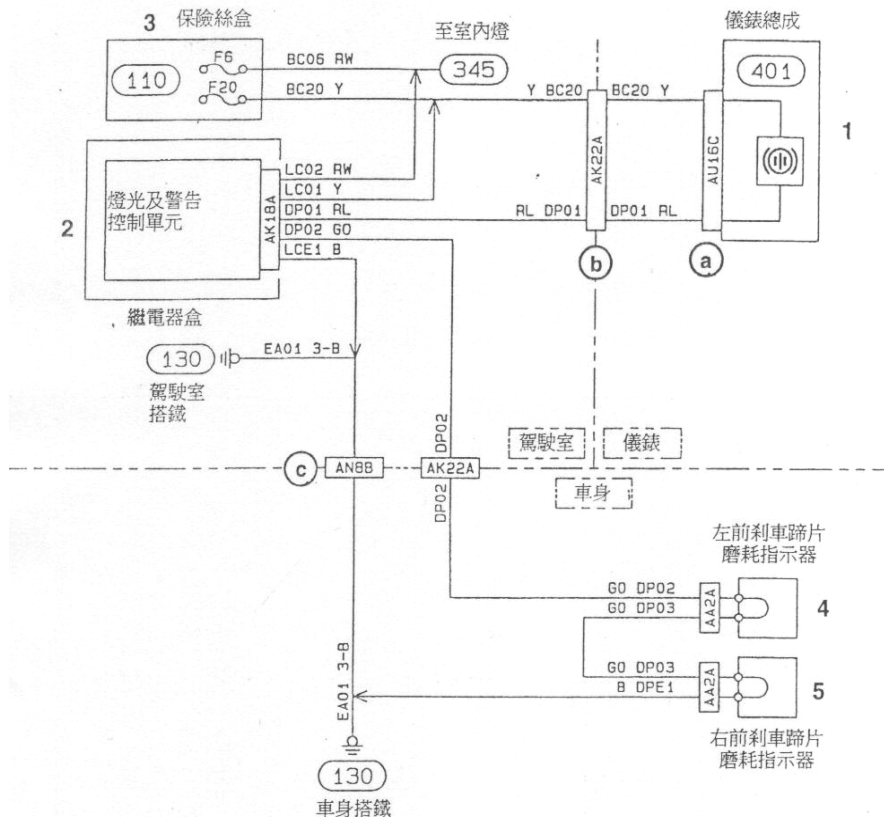 3 保險絲盒
110
F6
F20
BC06 RW
BC20 Y
至室內燈
345
Y BC20
AK22A
BC20 Y
儀錶總成
401
AU16C
1
2
燈光及警告
控制單元
AK18A
LC02 RW
LC01 Y
DP01 RL
DP02 GO
LCE1 B
RL DP01
DP01 RL
b
a
繼電器盒
130
EA01 3-B
駕駛室
搭鐵
DP02
駕駛室
儀錶
c
AN8B
AK22A
車身
DP02
左前剎車蹄片
磨耗指示器
GO DP02
GO DP03
AA2A
4
GO DP03
B DPE1
AA2A
5
右前剎車蹄片
磨耗指示器
EA01 3-B
130
車身搭鐵